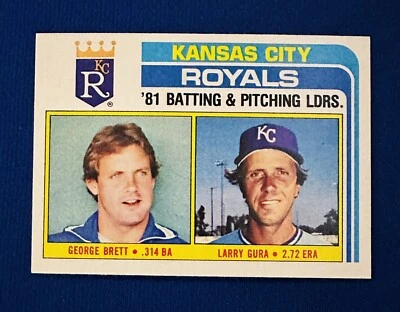 KANSAS CITY
KC
R
®
ROYALS
'81 BATTING & PITCHING LDRS.
KC
GEORGE BRETT • .314 BA
LARRY GURA • 2.72 ERA